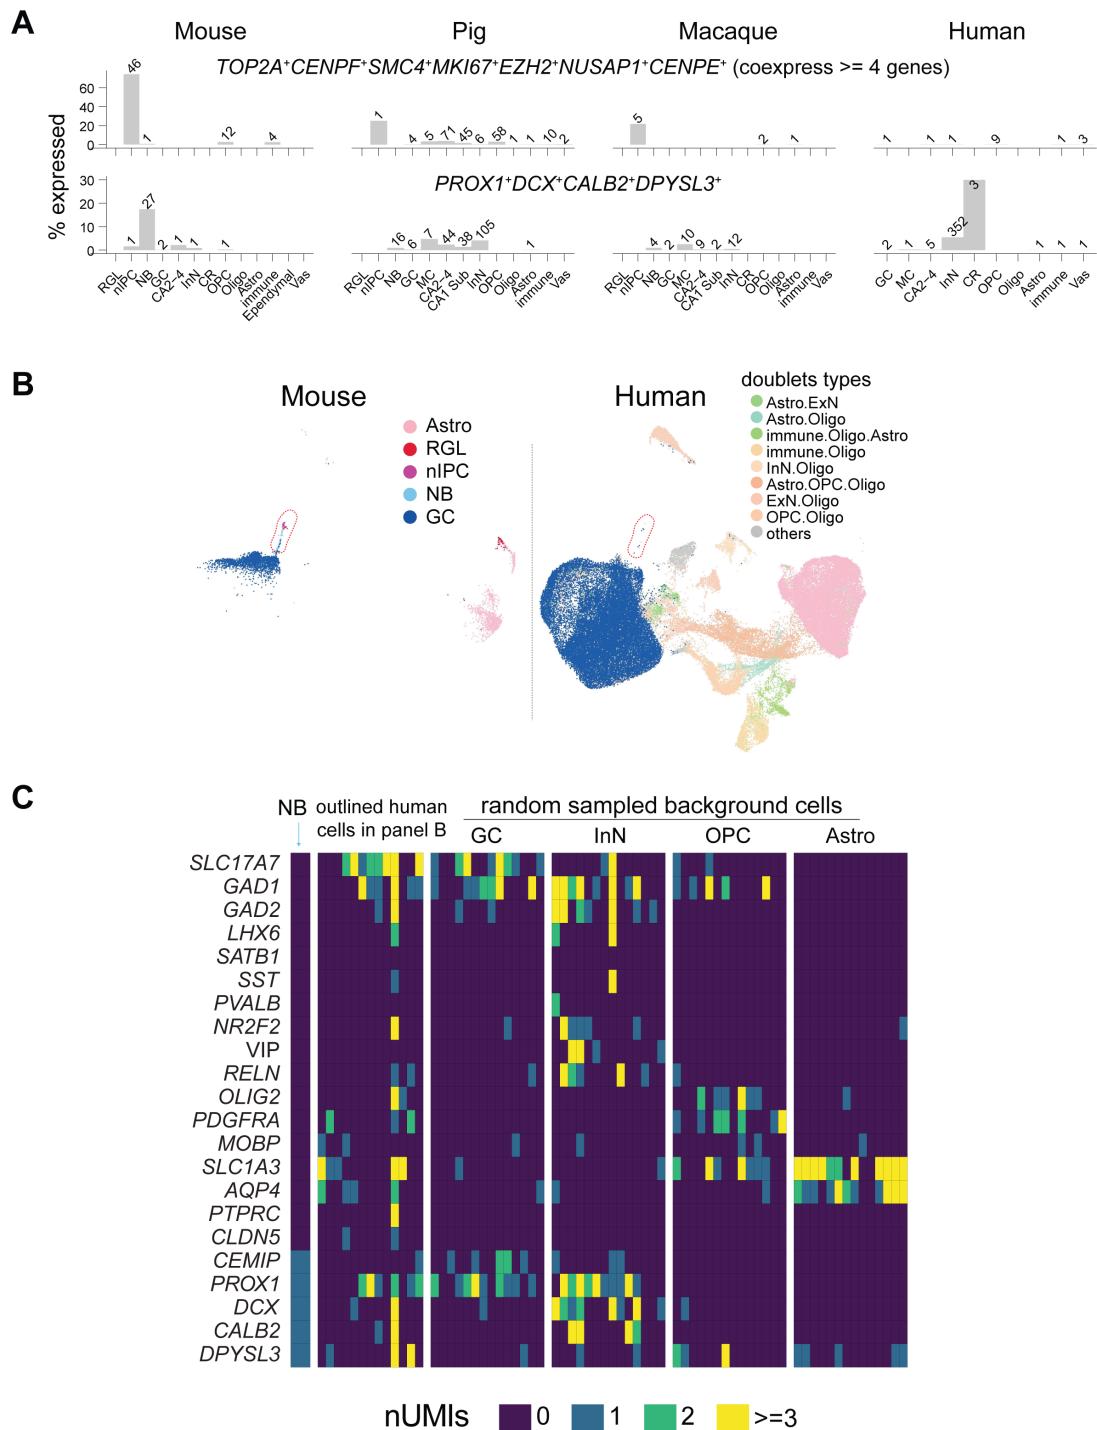 A
Mouse Pig Macaque Human
TOP2A+CENPF+SMC4+MKI67+EZH2+NUSAP1+CENPE+ (coexpress >= 4 genes)
% expressed
60
40
20
0
46 1 12 4
1 4 5 71 45 6 58 1 1 10 2
5 2 1
1 1 1 9 1 3
PROX1+DCX+CALB2+DPYSL3+
30
20
10
0
1 27 2 1 1 1
16 6 7 44 38 105 1
4 2 10 9 2 12
2 1 5 352 3 1 1 1
RGL nIPC NB GC CA2-4 InN CR OPC Oligo Astro immune Ependymal Vas
RGL nIPC NB GC MC CA2-4 CA1 Sub InN OPC Oligo Astro immune Vas
RGL nIPC NB GC MC CA2-4 CA1 Sub InN CR OPC Oligo Astro immune Vas
GC MC CA2-4 InN CR OPC Oligo Astro immune Vas
B
Mouse
Human
Astro
RGL
nIPC
NB
GC
doublets types
Astro.ExN
Astro.Oligo
immune.Oligo.Astro
immune.Oligo
InN.Oligo
Astro.OPC.Oligo
ExN.Oligo
OPC.Oligo
others
C
NB
outlined human
cells in panel B
random sampled background cells
GC InN OPC Astro
SLC17A7
GAD1
GAD2
LHX6
SATB1
SST
PVALB
NR2F2
VIP
RELN
OLIG2
PDGFRA
MOBP
SLC1A3
AQP4
PTPRC
CLDN5
CEMIP
PROX1
DCX
CALB2
DPYSL3
nUMIs 0 1 2 >=3